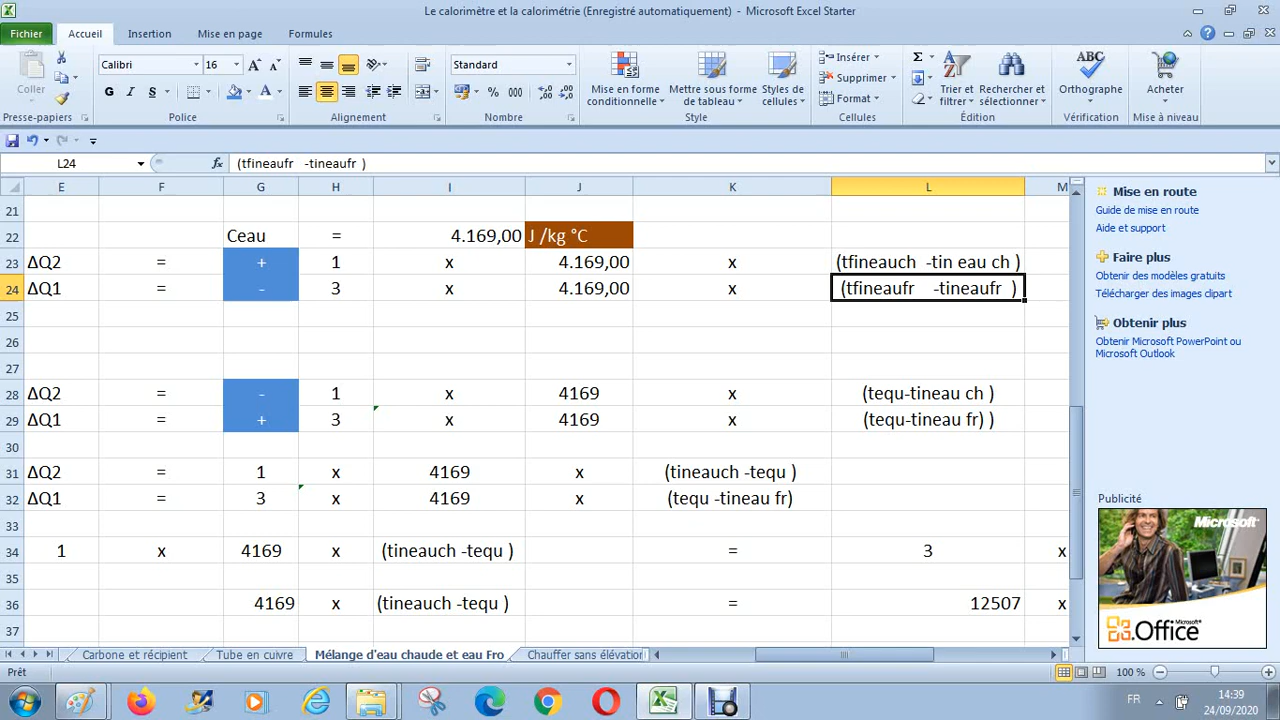 Le calorimètre et la calorimétrie (Enregistré automatiquement) - Microsoft Excel Starter
Fichier Accueil Insertion Mise en page Formules
Coller
Calibri 16
G I S
Standard
% 000
Mise en forme conditionnelle
Mettre sous forme de tableau
Styles de cellules
Insérer
Supprimer
Format
Σ
Trier et filtrer
Rechercher et sélectionner
ABC
Orthographe
Acheter
Presse-papiers Police Alignement Nombre Style Cellules Édition Vérification Mise à niveau
L24 fx (tfineaufr -tineaufr )
E F G H I J K L M
21
22 Ceau = 4.169,00 J /kg °C
23 ΔQ2 = + 1 x 4.169,00 x (tfineauch -tin eau ch )
24 ΔQ1 = - 3 x 4.169,00 x (tfineaufr -tineaufr )
25
26
27
28 ΔQ2 = - 1 x 4169 x (tequ-tineau ch )
29 ΔQ1 = + 3 x 4169 x (tequ-tineau fr) )
30
31 ΔQ2 = 1 x 4169 x (tineauch -tequ )
32 ΔQ1 = 3 x 4169 x (tequ -tineau fr)
33
34 1 x 4169 x (tineauch -tequ ) = 3 x
35
36 4169 x (tineauch -tequ ) = 12507 x
37
Mise en route
Guide de mise en route
Aide et support
Faire plus
Obtenir des modèles gratuits
Télécharger des images clipart
Obtenir plus
Obtenir Microsoft PowerPoint ou
Microsoft Outlook
Publicité
Microsoft
Office
Carbone et récipient Tube en cuivre Mélange d'eau chaude et eau Fro Chauffer sans élévation
Prêt 100 %
FR 14:39
24/09/2020